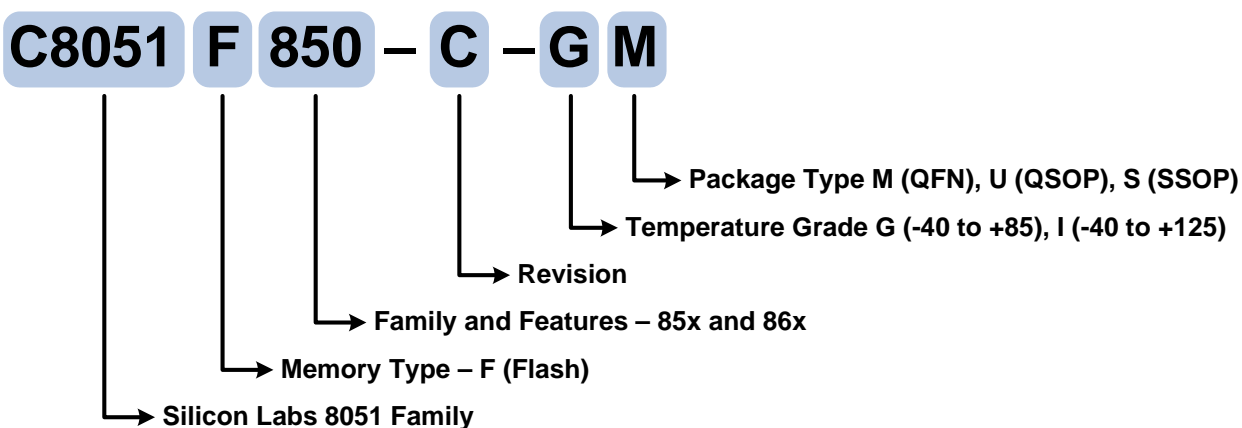 C8051 F 850 – C – G M
Package Type M (QFN), U (QSOP), S (SSOP)
Temperature Grade G (-40 to +85), I (-40 to +125)
Revision
Family and Features – 85x and 86x
Memory Type – F (Flash)
Silicon Labs 8051 Family